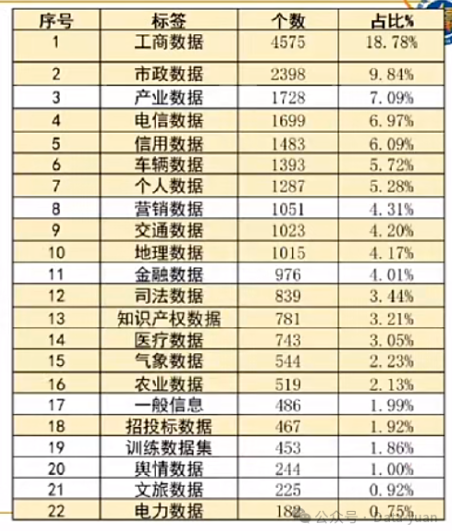 序号 标签 个数 占比%
1 工商数据 4575 18.78%
2 市政数据 2398 9.84%
3 产业数据 1728 7.09%
4 电信数据 1699 6.97%
5 信用数据 1483 6.09%
6 车辆数据 1393 5.72%
7 个人数据 1287 5.28%
8 营销数据 1051 4.31%
9 交通数据 1023 4.20%
10 地理数据 1015 4.17%
11 金融数据 976 4.01%
12 司法数据 839 3.44%
13 知识产权数据 781 3.21%
14 医疗数据 743 3.05%
15 气象数据 544 2.23%
16 农业数据 519 2.13%
17 一般信息 486 1.99%
18 招投标数据 467 1.92%
19 训练数据集 453 1.86%
20 舆情数据 244 1.00%
21 文旅数据 225 0.92%
22 电力数据 182 0.75%
公众号